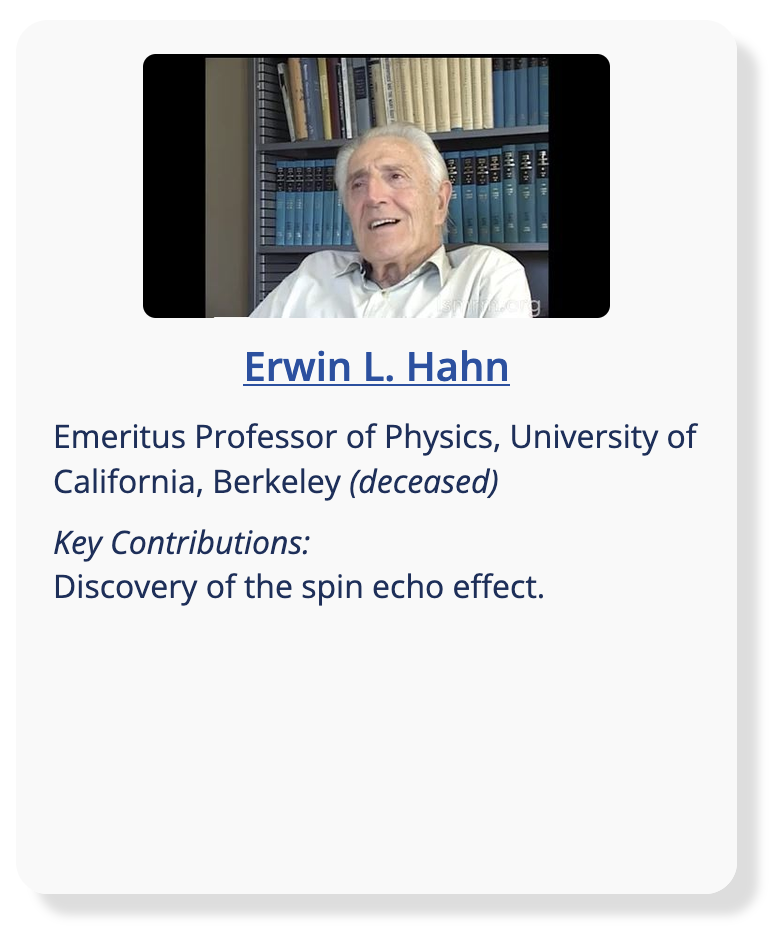 Erwin L. Hahn
Emeritus Professor of Physics, University of
California, Berkeley (deceased)
Key Contributions:
Discovery of the spin echo effect.